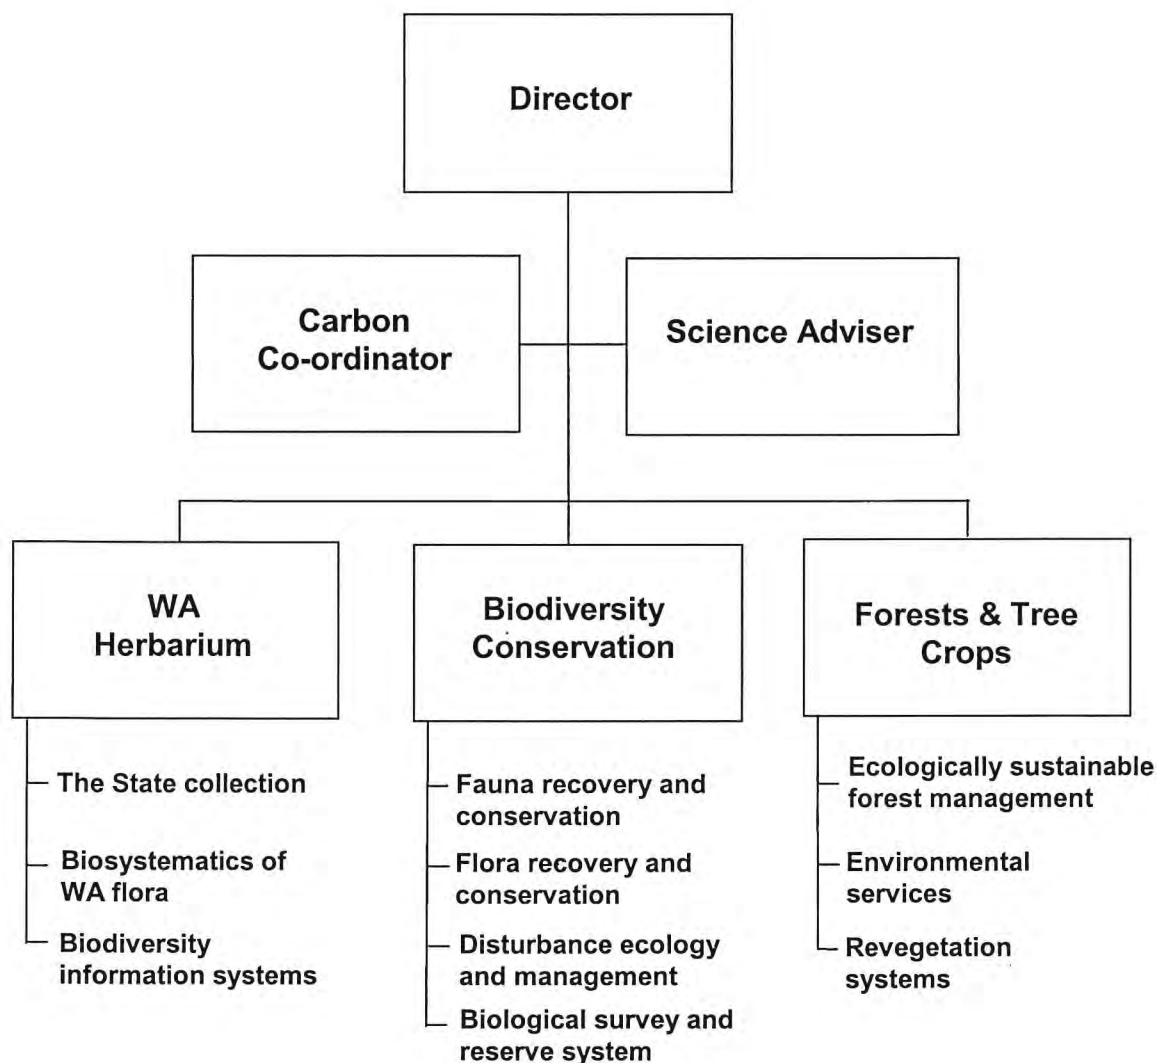 Director
Carbon
Co-ordinator
Science Adviser
WA
Herbarium
The State collection
Biosystematics of
WA flora
Biodiversity
information systems
Biodiversity
Conservation
Fauna recovery and
conservation
Flora recovery and
conservation
Disturbance ecology
and management
Biological survey and
reserve system
Forests & Tree
Crops
Ecologically sustainable
forest management
Environmental
services
Revegetation
systems